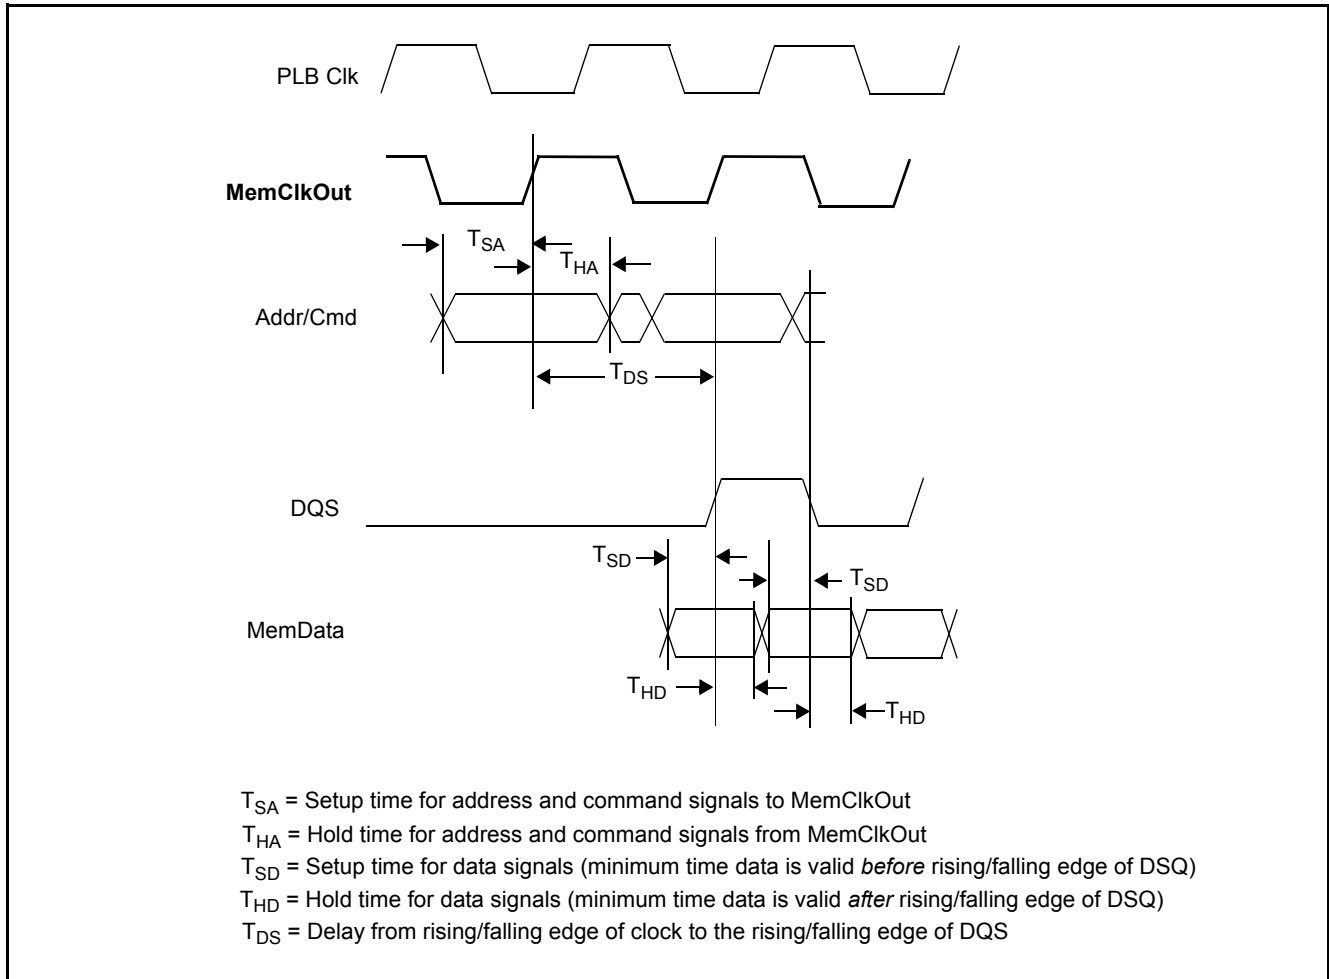 PLB Clk
MemClkOut
TSA
THA
Addr/Cmd
TDS
DQS
TSD
TSD
MemData
THD
THD
TSA = Setup time for address and command signals to MemClkOut
THA = Hold time for address and command signals from MemClkOut
TSD = Setup time for data signals (minimum time data is valid before rising/falling edge of DSQ)
THD = Hold time for data signals (minimum time data is valid after rising/falling edge of DSQ)
TDS = Delay from rising/falling edge of clock to the rising/falling edge of DQS